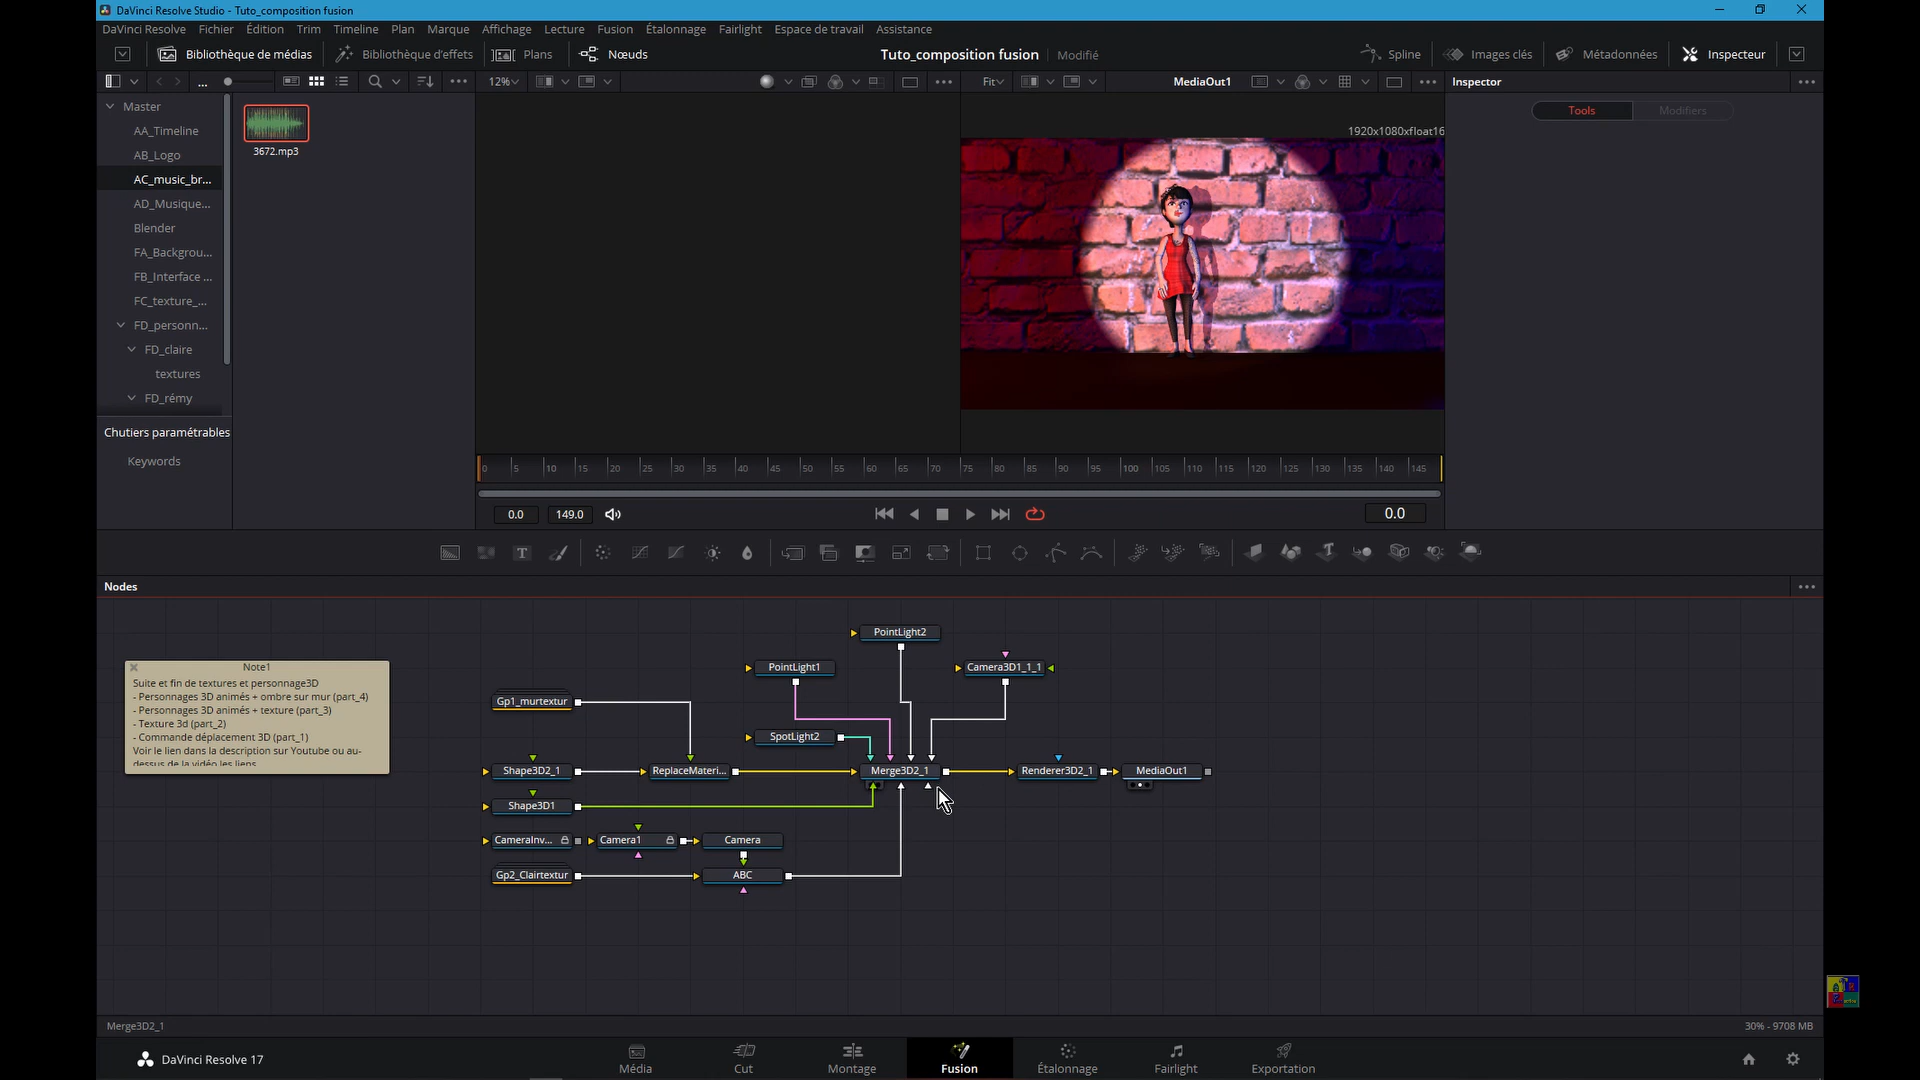 DaVinci Resolve Studio - Tuto_composition fusion
DaVinci Resolve Fichier Édition Trim Timeline Plan Marque Affichage Lecture Fusion Étalonnage Fairlight Espace de travail Assistance
Bibliothèque de médias Bibliothèque d'effets Plans Nœuds Tuto_composition fusion Modifié Spline Images clés Métadonnées Inspecteur
... 12% Fit MediaOut1 Inspector
Master
AA_Timeline
AB_Logo
AC_music_br...
AD_Musique...
Blender
FA_Backgrou...
FB_Interface ...
FC_texture_...
FD_personn...
FD_claire
textures
FD_rémy
Chutiers paramétrables
Keywords
3672.mp3
1920x1080xfloat16
Tools Modifiers
0 5 10 15 20 25 30 35 40 45 50 55 60 65 70 75 80 85 90 95 100 105 110 115 120 125 130 135 140 145
0.0 149.0 0.0
Nodes
Note1
Suite et fin de textures et personnage3D
- Personnages 3D animés + ombre sur mur (part_4)
- Personnages 3D animés + texture (part_3)
- Texture 3d (part_2)
- Commande déplacement 3D (part_1)
Voir le lien dans la description sur Youtube ou au-
dessus de la vidéo les liens
PointLight2
PointLight1
Camera3D1_1_1
Gp1_murtextur
SpotLight2
Shape3D2_1
ReplaceMateri...
Merge3D2_1
Renderer3D2_1
MediaOut1
Shape3D1
CameraInv...
Camera1
Camera
Gp2_Clairtextur
ABC
Merge3D2_1
30% - 9708 MB
DaVinci Resolve 17
Média Cut Montage Fusion Étalonnage Fairlight Exportation